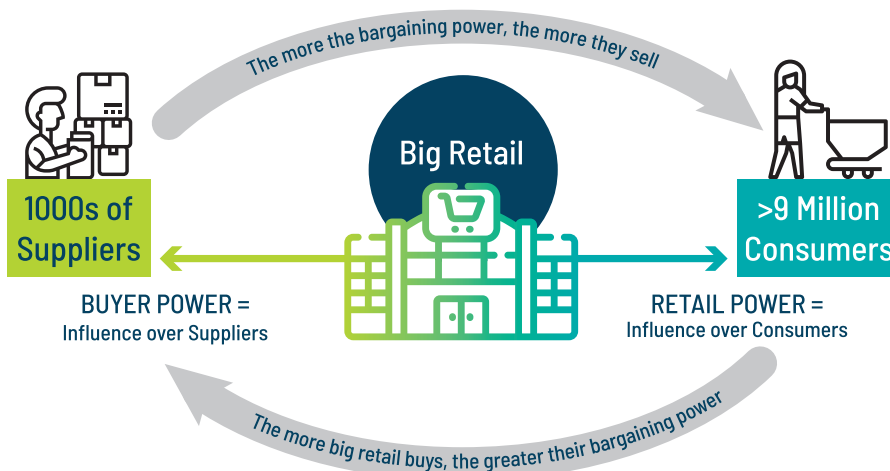 The more the bargaining power, the more they sell
Big Retail
1000s of
Suppliers
>9 Million
Consumers
BUYER POWER =
Influence over Suppliers
RETAIL POWER =
Influence over Consumers
The more big retail buys, the greater their bargaining power